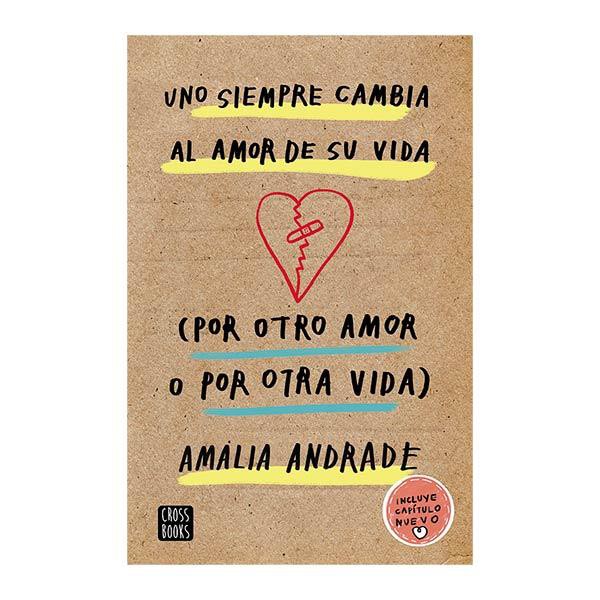 UNO SIEMPRE CAMBIA
AL AMOR DE SU VIDA
(POR OTRO AMOR
O POR OTRA VIDA)
AMALIA ANDRADE
INCLUYE
CAPÍTULO
NUEVO
CROSS
BOOKS